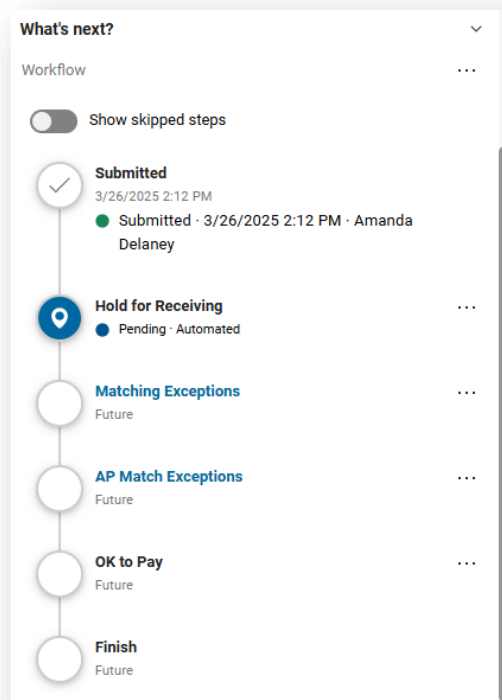 What's next?
Workflow
...
Show skipped steps
Submitted
3/26/2025 2:12 PM
Submitted · 3/26/2025 2:12 PM · Amanda
Delaney
Hold for Receiving
...
Pending · Automated
Matching Exceptions
...
Future
AP Match Exceptions
...
Future
OK to Pay
...
Future
Finish
Future